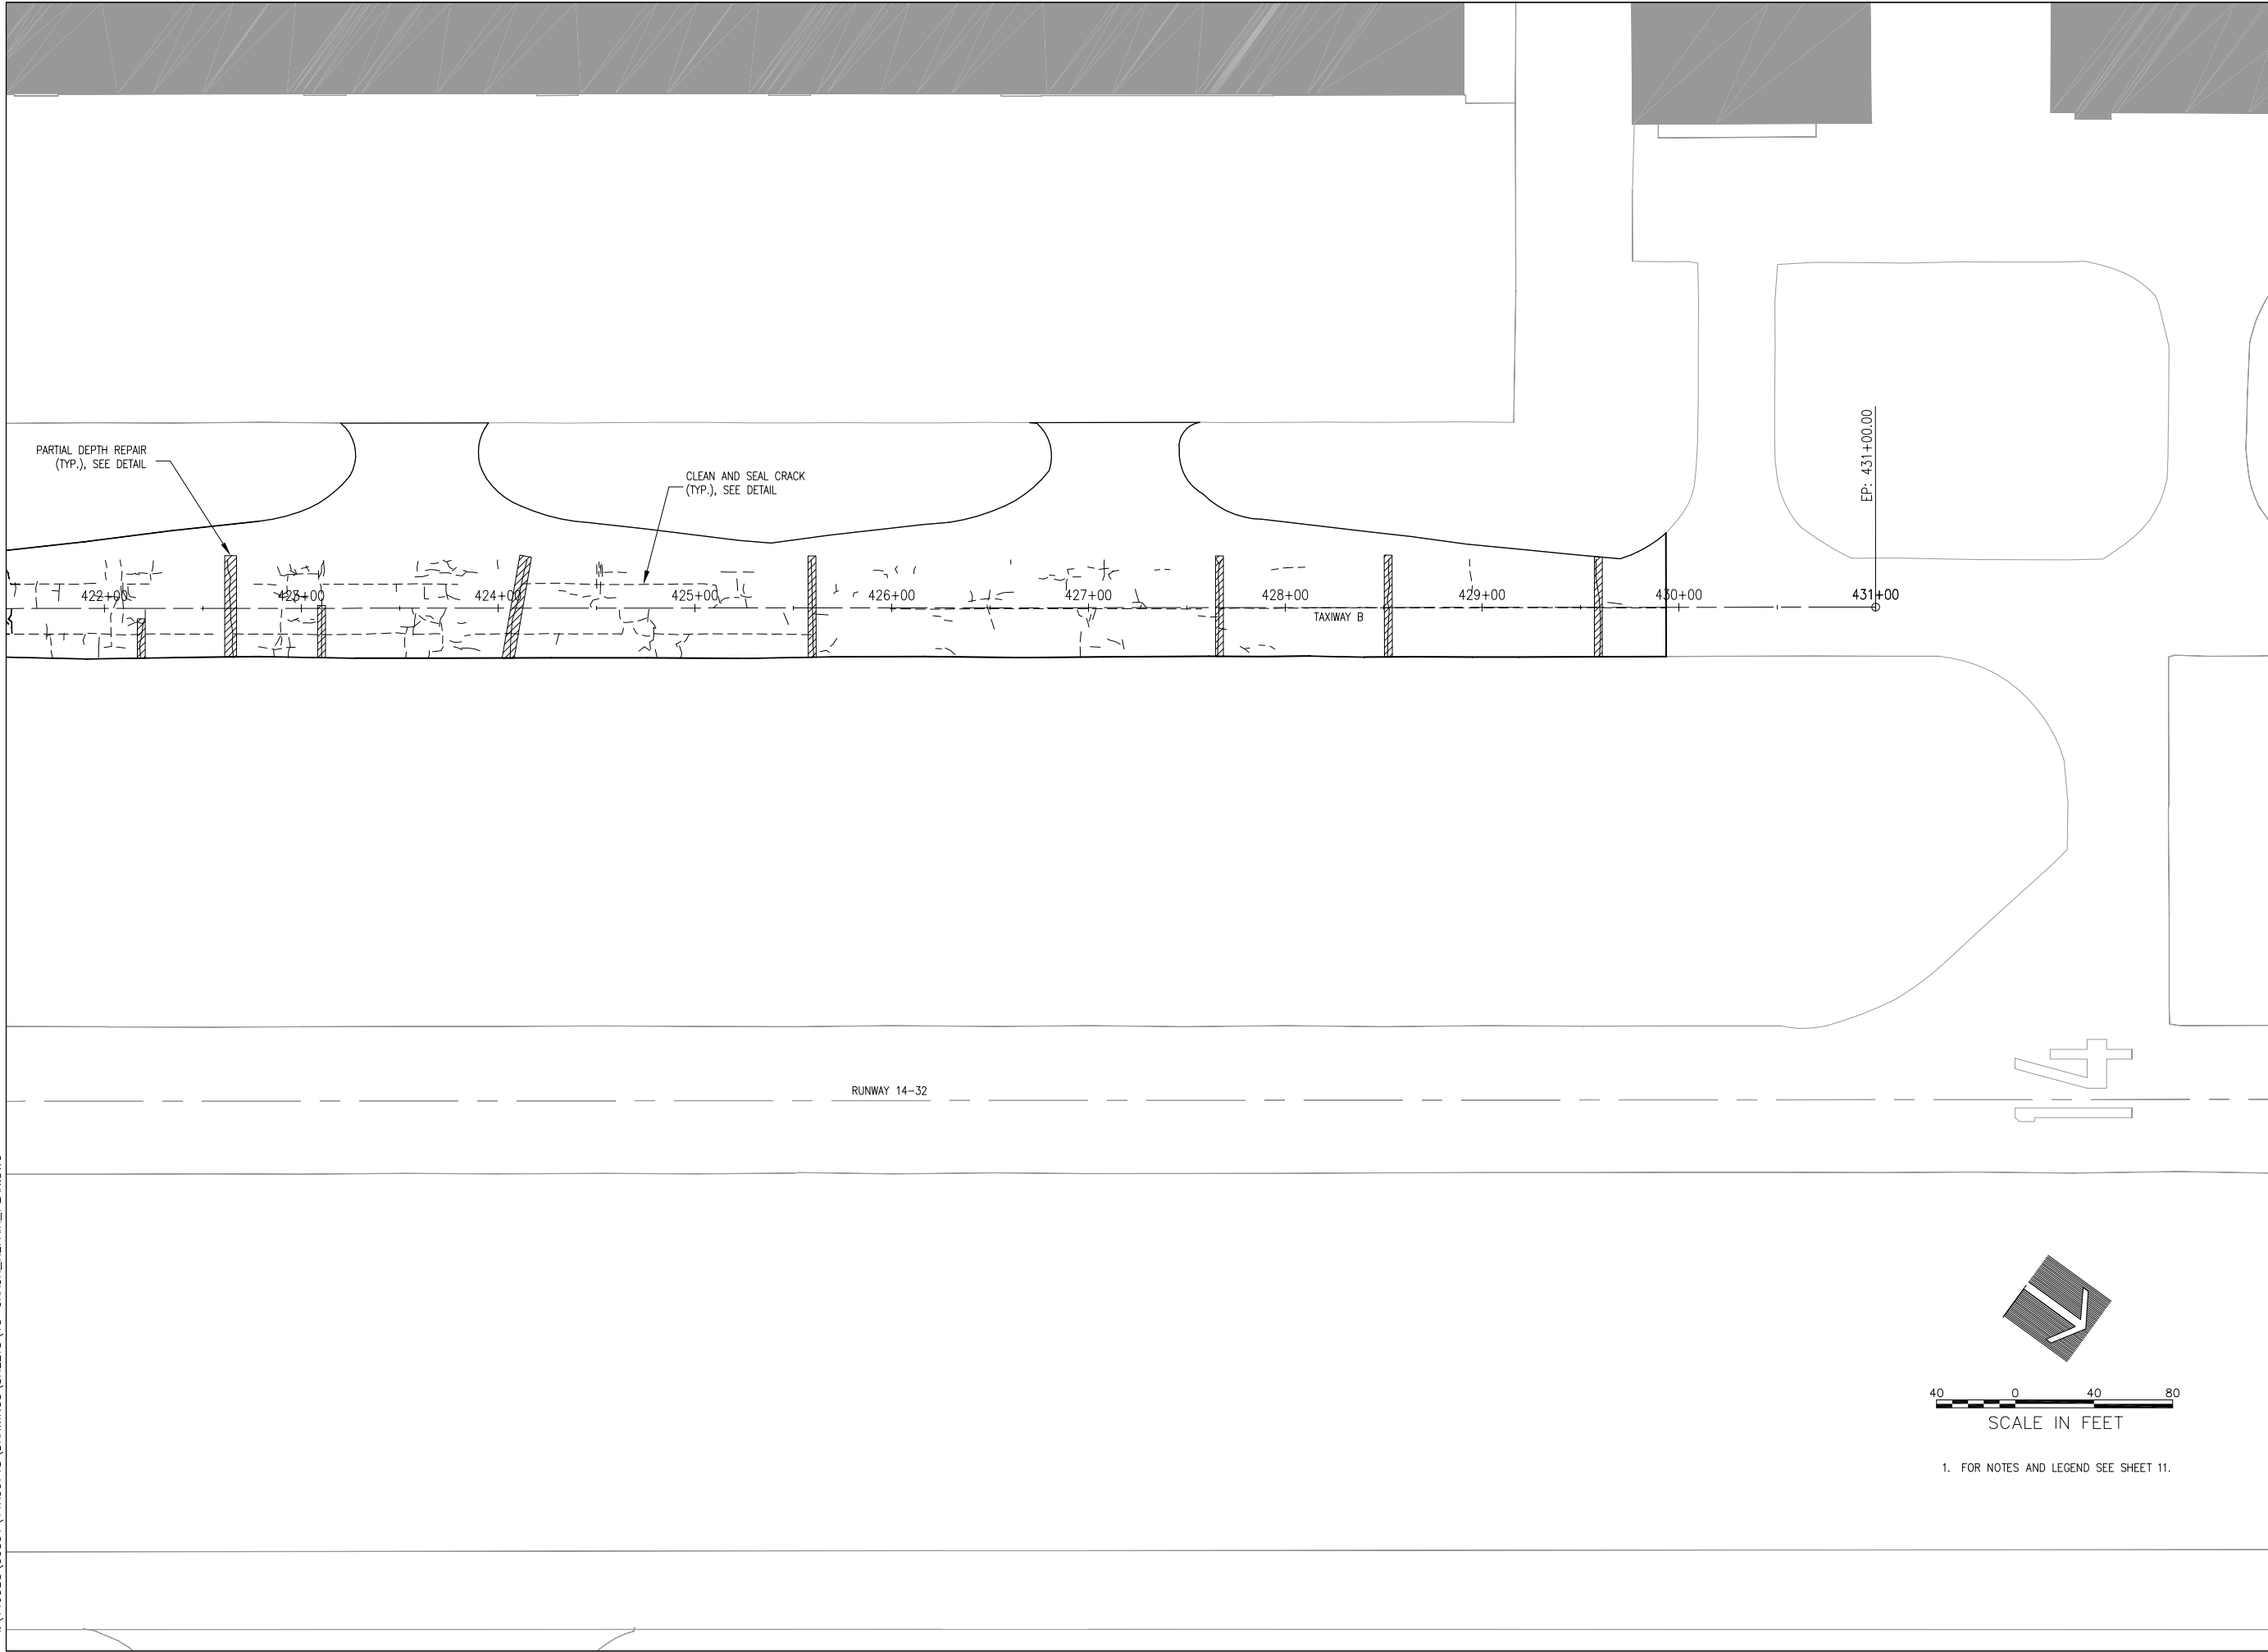 PARTIAL DEPTH REPAIR
(TYP.), SEE DETAIL
CLEAN AND SEAL CRACK
(TYP.), SEE DETAIL
EP: 431+00.00
422+00
423+00
424+00
425+00
426+00
427+00
428+00
429+00
430+00
431+00
TAXIWAY B
RUNWAY 14-32
14
40
0
40
80
SCALE IN FEET
1. FOR NOTES AND LEGEND SEE SHEET 11.